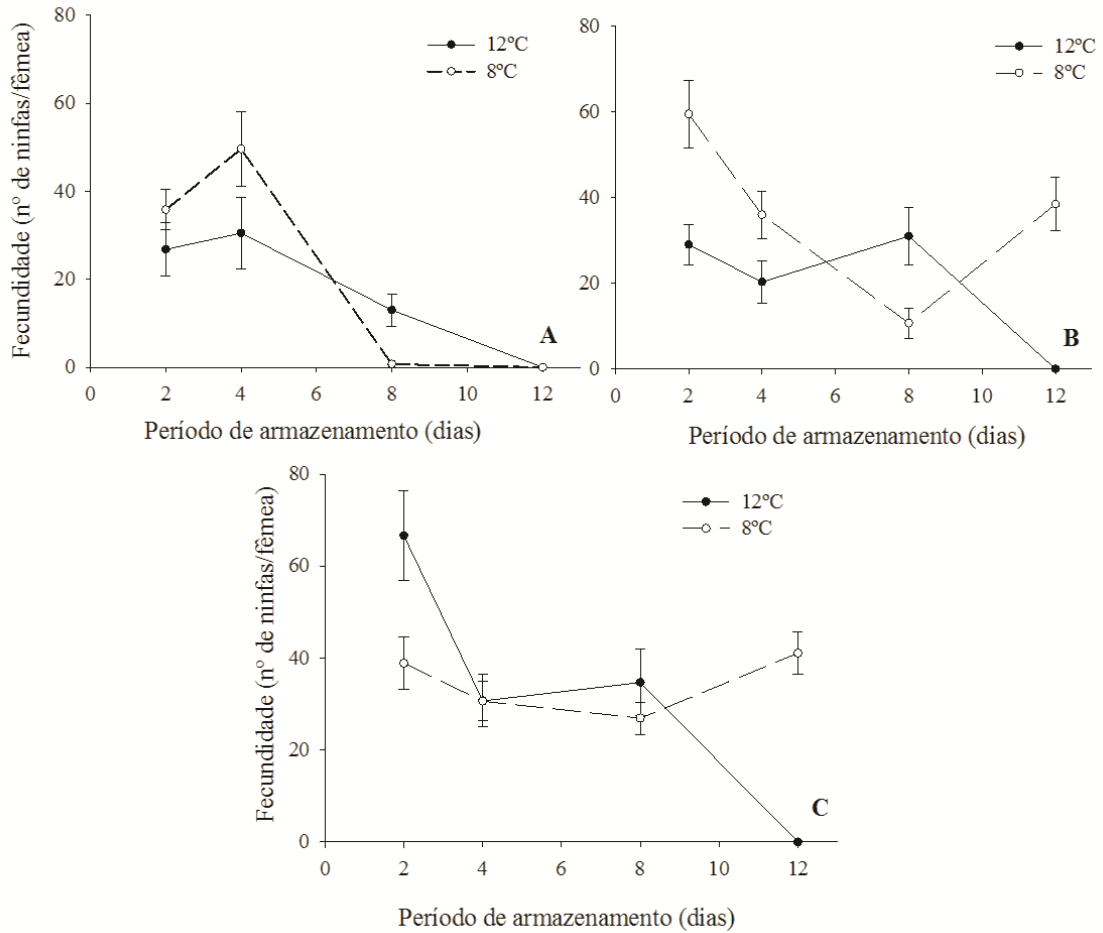 80
60
40
20
0
Fecundidade (nº de ninfas/fêmea)
12ºC
8ºC
A
0 2 4 6 8 10 12
Período de armazenamento (dias)
80
60
40
20
0
12ºC
8ºC
B
0 2 4 6 8 10 12
Período de armazenamento (dias)
80
60
40
20
0
Fecundidade (nº de ninfas/fêmea)
12ºC
8ºC
C
0 2 4 6 8 10 12
Período de armazenamento (dias)